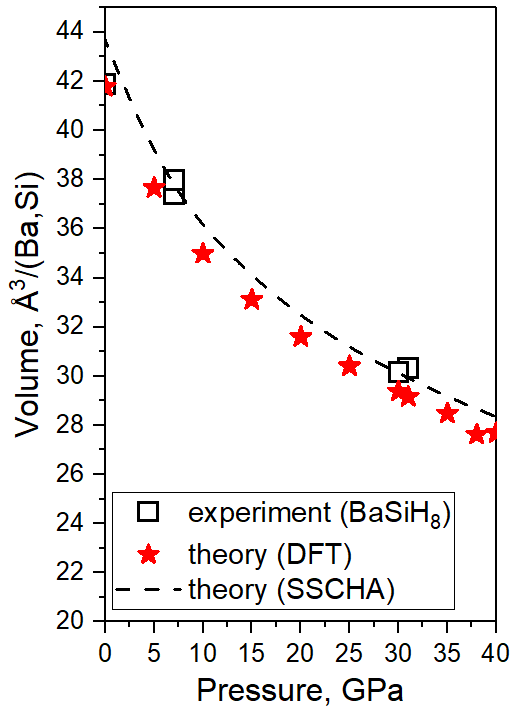 44
42
40
38
36
34
32
30
28
26
24
22
20
Volume, Å³/(Ba,Si)
experiment (BaSiH₈)
theory (DFT)
theory (SSCHA)
0 5 10 15 20 25 30 35 40
Pressure, GPa